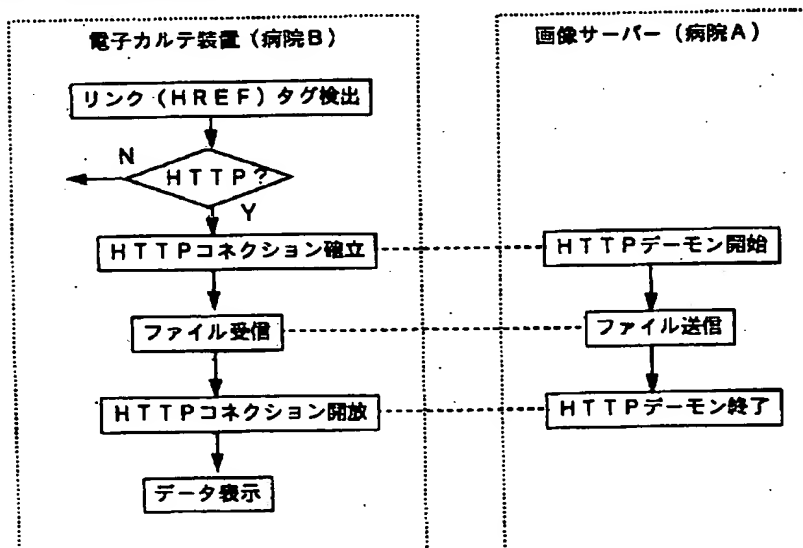 電子カルテ装置（病院B）
リンク（HREF）タグ検出
N
HTTP？
Y
HTTPコネクション確立
ファイル受信
HTTPコネクション開放
データ表示
画像サーバー（病院A）
HTTPデーモン開始
ファイル送信
HTTPデーモン終了